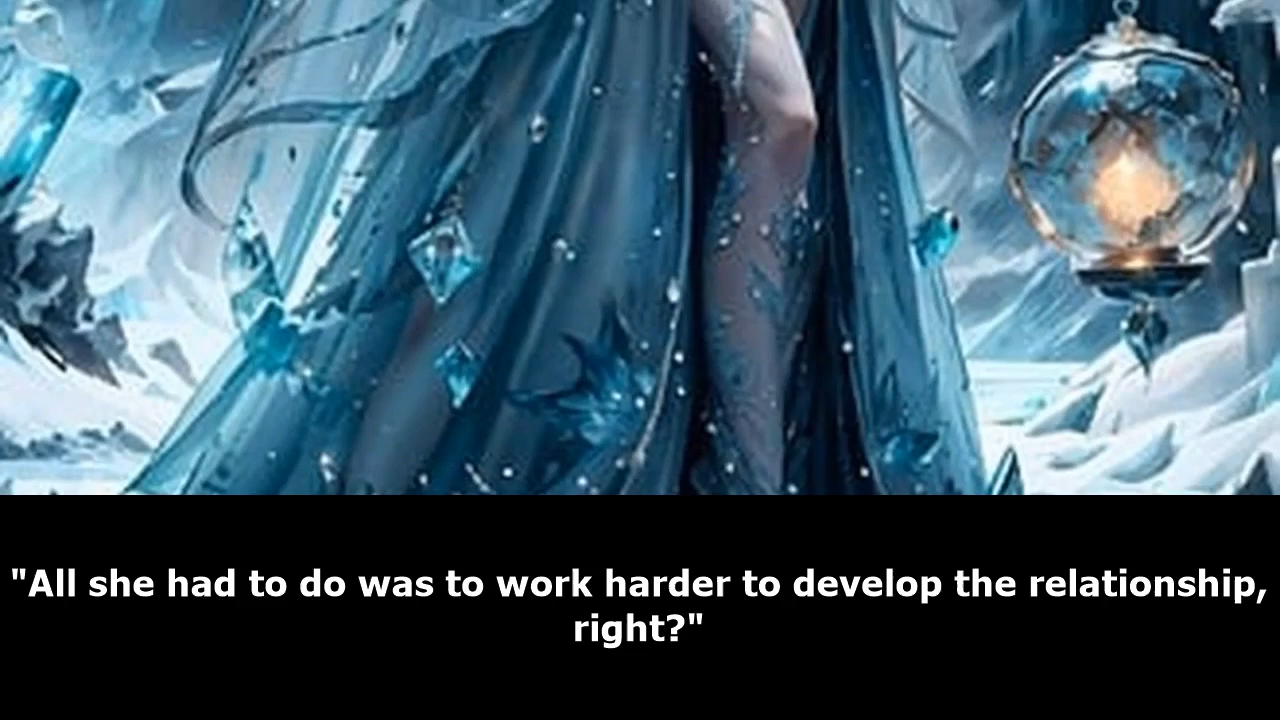 "All she had to do was to work harder to develop the relationship,
right?"